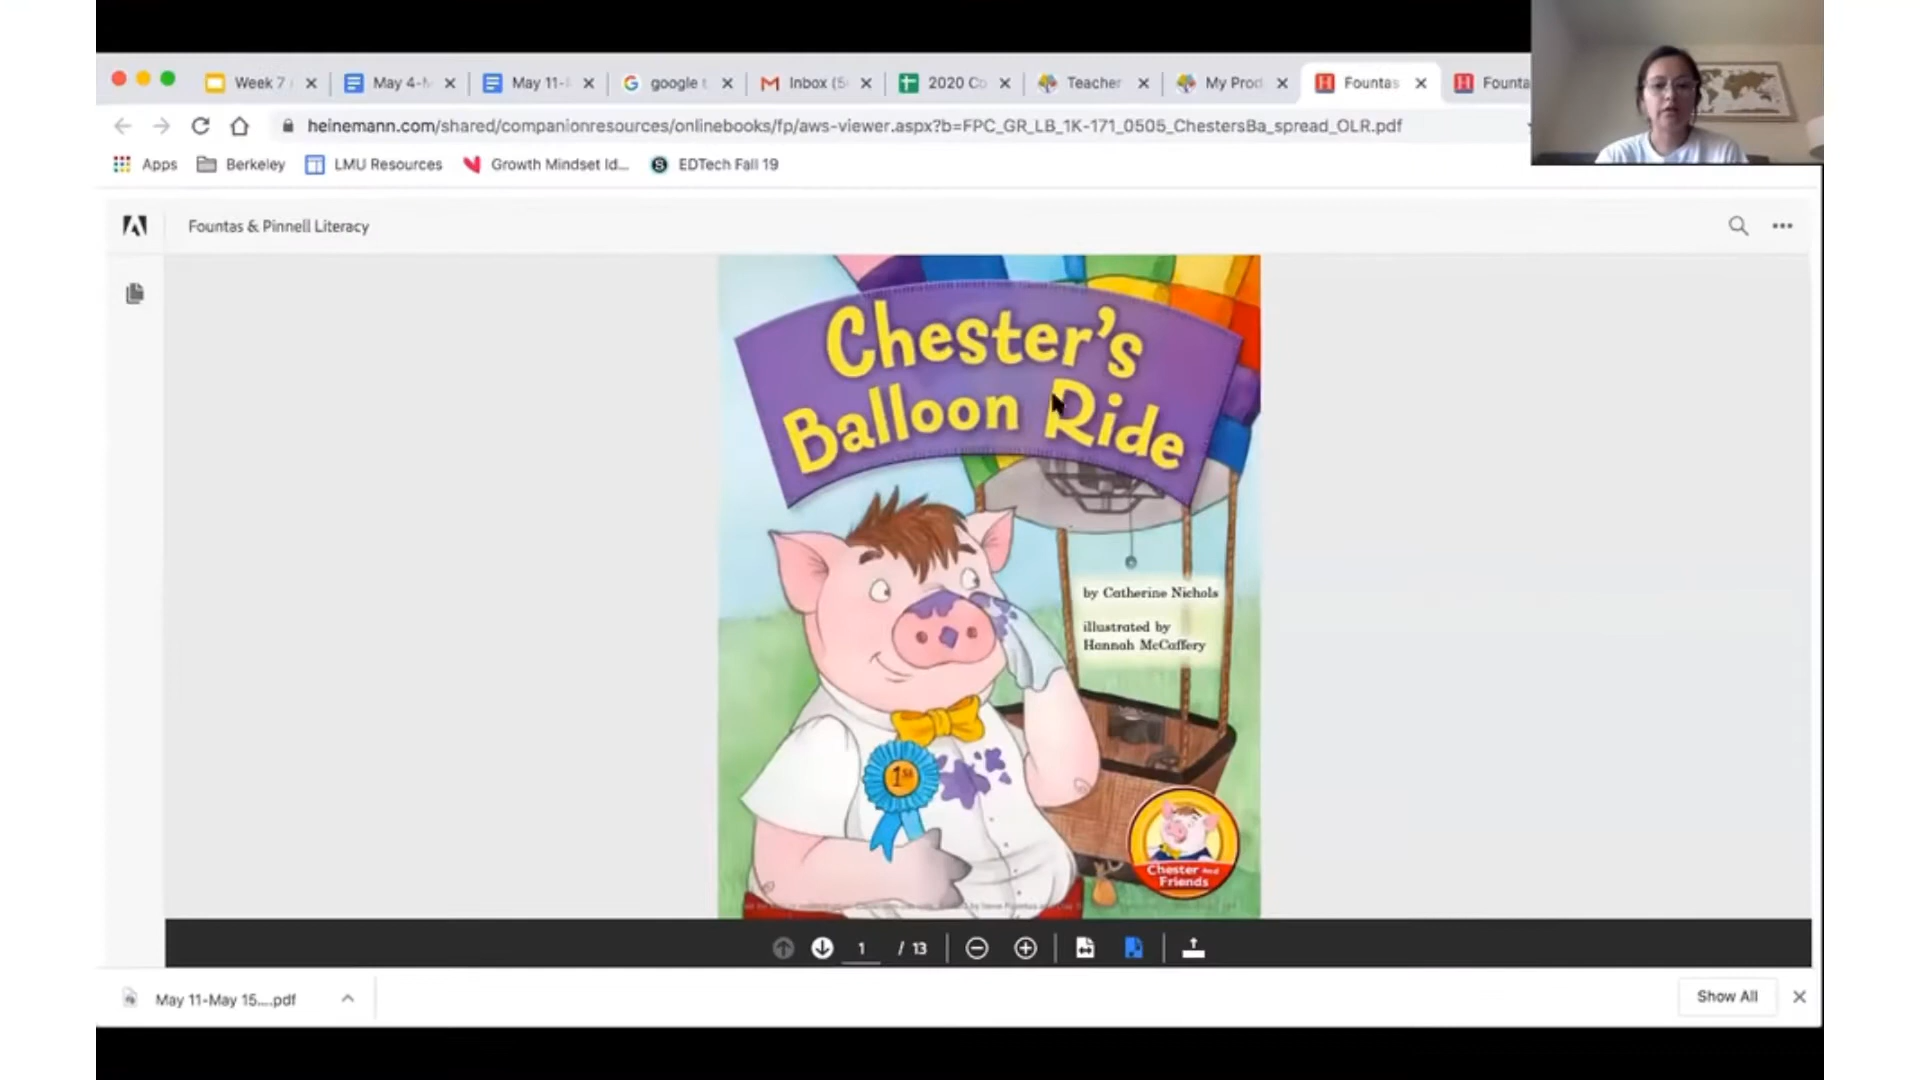 Week 7
May 4-
May 11-
google t
Inbox (5
2020 Co
Teacher
My Prod
Fountas
Founta
heinemann.com/shared/companionresources/onlinebooks/fp/aws-viewer.aspx?b=FPC_GR_LB_1K-171_0505_ChestersBa_spread_OLR.pdf
Apps
Berkeley
LMU Resources
Growth Mindset Id...
EDTech Fall 19
Fountas & Pinnell Literacy
Chester's
Balloon Ride
by Catherine Nichols
illustrated by
Hannah McCaffery
1st
Chester and
Friends
1 / 13
May 11-May 15....pdf
Show All